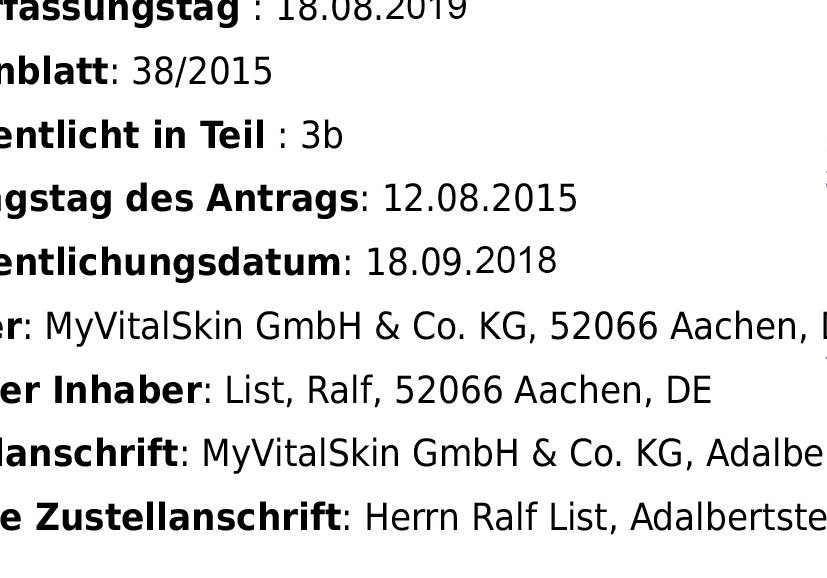 rfassungstag : 18.08.2019
nblatt: 38/2015
entlicht in Teil : 3b
gstag des Antrags: 12.08.2015
entlichungsdatum: 18.09.2018
er: MyVitalSkin GmbH & Co. KG, 52066 Aachen,
er Inhaber: List, Ralf, 52066 Aachen, DE
lanschrift: MyVitalSkin GmbH & Co. KG, Adalbe
e Zustellanschrift: Herrn Ralf List, Adalbertste